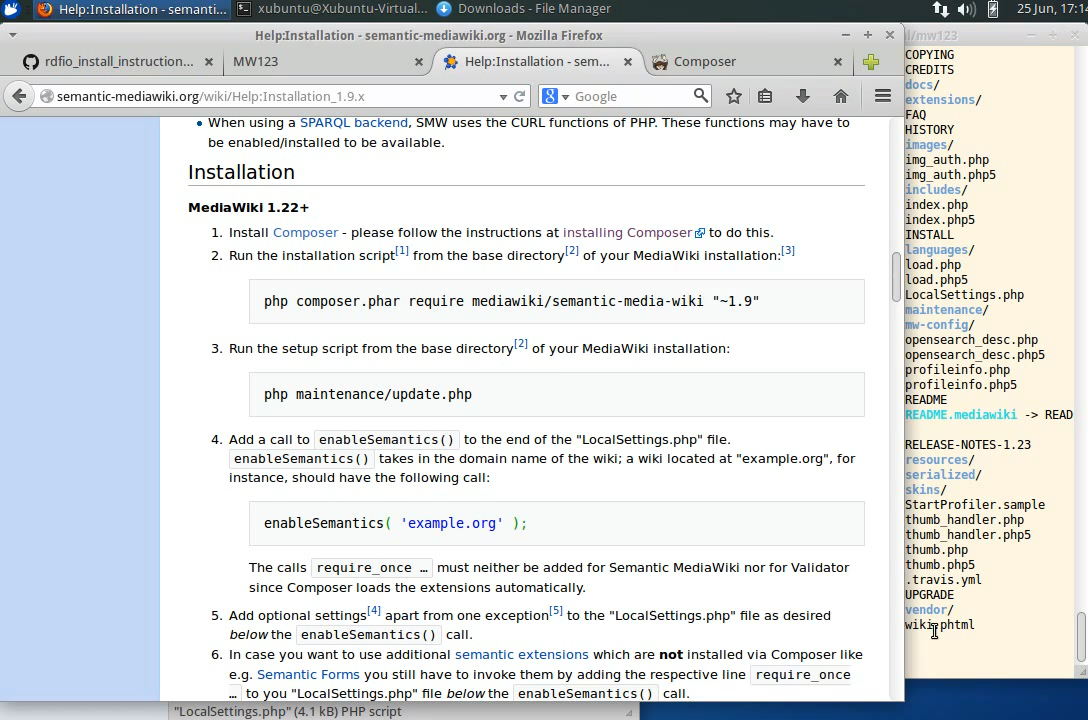 Help:Installation - semanti...
xubuntu@Xubuntu-Virtual...
Downloads - File Manager
25 Jun, 17:14
Help:Installation - semantic-mediawiki.org - Mozilla Firefox
l/mw123
rdfio_install_instruction...
MW123
Help:Installation - sem...
Composer
semantic-mediawiki.org/wiki/Help:Installation_1.9.x
Google
• When using a SPARQL backend, SMW uses the CURL functions of PHP. These functions may have to
be enabled/installed to be available.
Installation
MediaWiki 1.22+
1. Install Composer - please follow the instructions at installing Composer to do this.
2. Run the installation script[1] from the base directory[2] of your MediaWiki installation:[3]
php composer.phar require mediawiki/semantic-media-wiki "~1.9"
3. Run the setup script from the base directory[2] of your MediaWiki installation:
php maintenance/update.php
4. Add a call to enableSemantics() to the end of the "LocalSettings.php" file.
enableSemantics() takes in the domain name of the wiki; a wiki located at "example.org", for
instance, should have the following call:
enableSemantics( 'example.org' );
The calls require_once … must neither be added for Semantic MediaWiki nor for Validator
since Composer loads the extensions automatically.
5. Add optional settings[4] apart from one exception[5] to the "LocalSettings.php" file as desired
below the enableSemantics() call.
6. In case you want to use additional semantic extensions which are not installed via Composer like
e.g. Semantic Forms you still have to invoke them by adding the respective line require_once
… to you "LocalSettings.php" file below the enableSemantics() call.
COPYING
CREDITS
docs/
extensions/
FAQ
HISTORY
images/
img_auth.php
img_auth.php5
includes/
index.php
index.php5
INSTALL
languages/
load.php
load.php5
LocalSettings.php
maintenance/
mw-config/
opensearch_desc.php
opensearch_desc.php5
profileinfo.php
profileinfo.php5
README
README.mediawiki -> READ
RELEASE-NOTES-1.23
resources/
serialized/
skins/
StartProfiler.sample
thumb_handler.php
thumb_handler.php5
thumb.php
thumb.php5
.travis.yml
UPGRADE
vendor/
wiki.phtml
"LocalSettings.php" (4.1 kB) PHP script